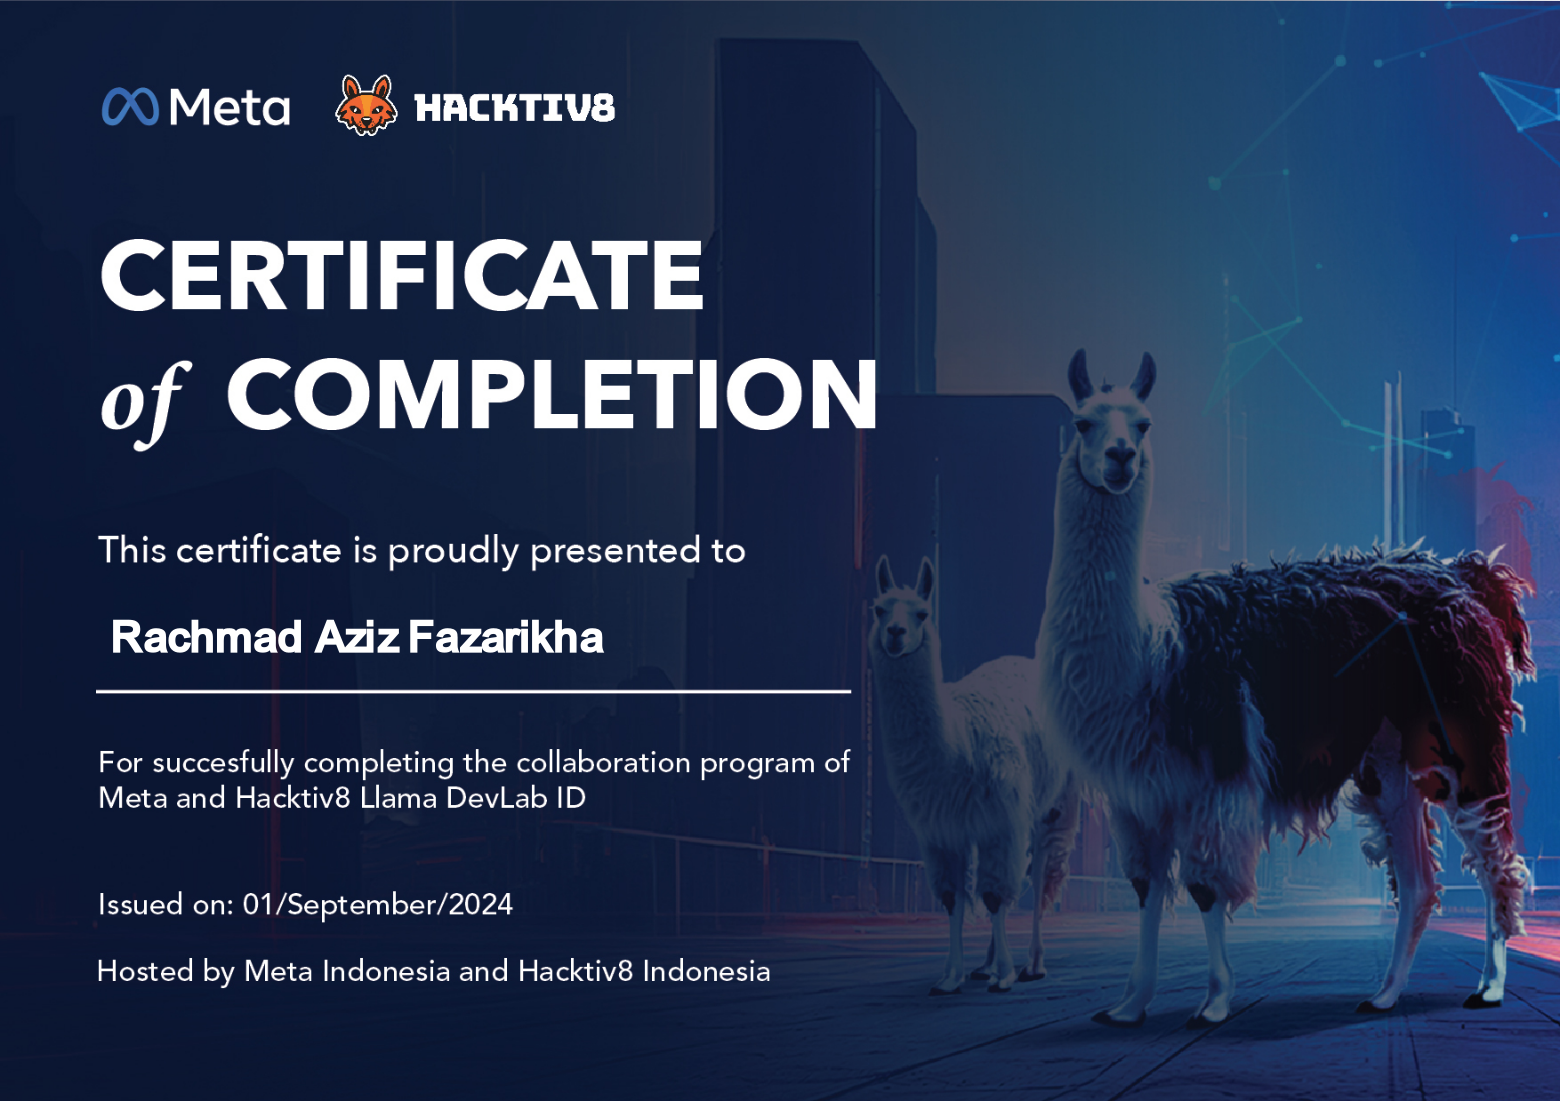 Meta HACKTIV8
CERTIFICATE
of COMPLETION
This certificate is proudly presented to
Rachmad Aziz Fazarikha
For succesfully completing the collaboration program of
Meta and Hacktiv8 Llama DevLab ID
Issued on: 01/September/2024
Hosted by Meta Indonesia and Hacktiv8 Indonesia